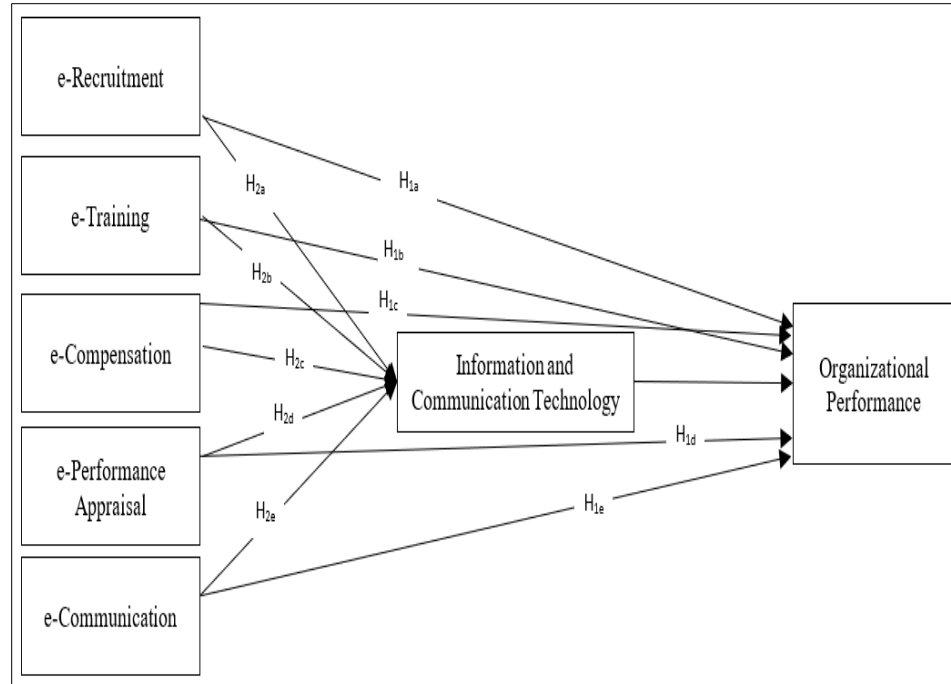 e-Recruitment
H1a
H2a
e-Training
H1b
H2b
H1c
e-Compensation
H2c
Information and
Communication Technology
Organizational
Performance
H2d
H1d
e-Performance
Appraisal
H2e
H1e
e-Communication